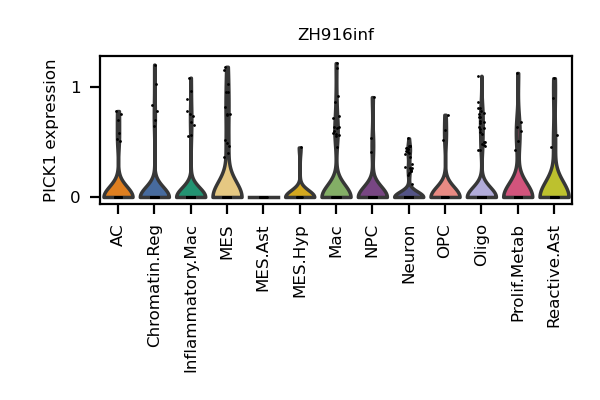 ZH916inf
PICK1 expression
1
0
AC
Chromatin.Reg
Inflammatory.Mac
MES
MES.Ast
MES.Hyp
Mac
NPC
Neuron
OPC
Oligo
Prolif.Metab
Reactive.Ast